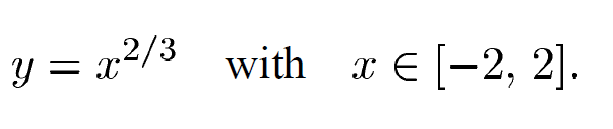 y = x^{2/3} with x ∈ [−2, 2].